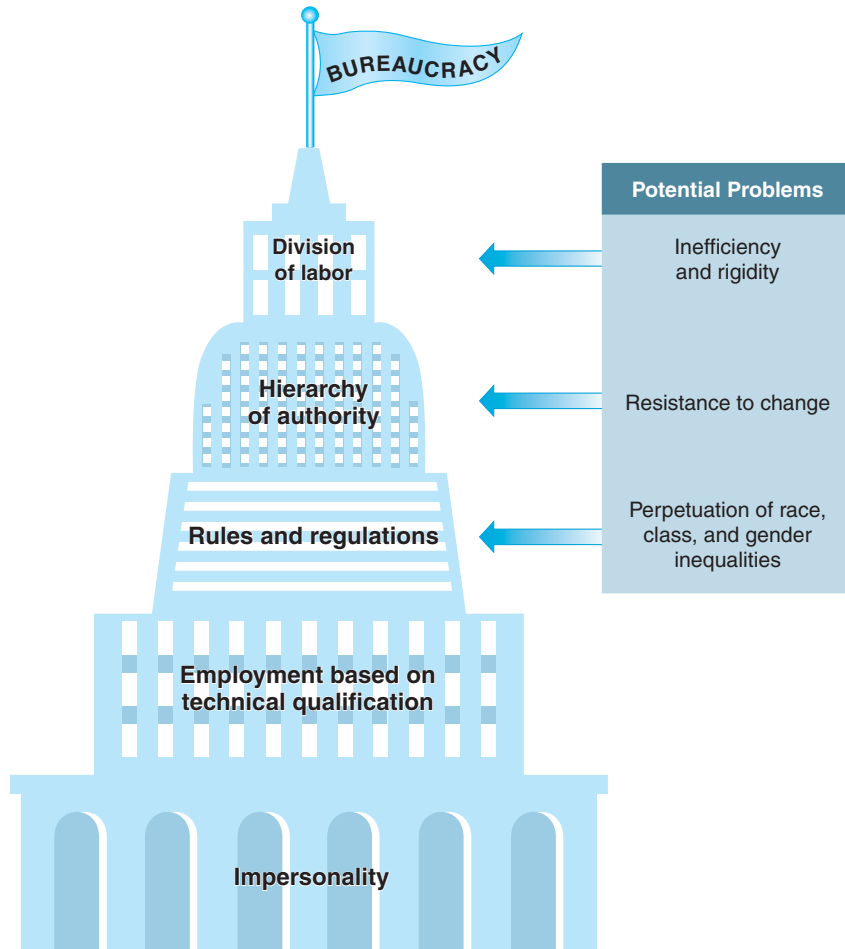 BUREAUCRACY
Division
of labor
Hierarchy
of authority
Rules and regulations
Employment based on
technical qualification
Impersonality
Potential Problems
Inefficiency
and rigidity
Resistance to change
Perpetuation of race,
class, and gender
inequalities